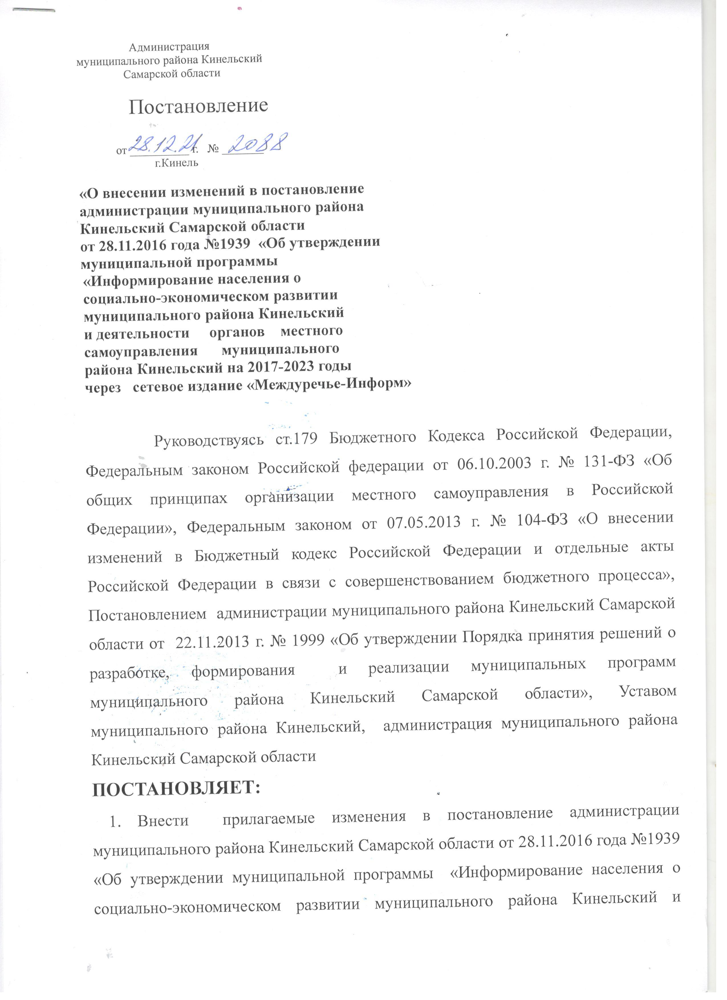 Администрация
муниципального района Кинельский
Самарской области
Постановление
от 28.12.21 г. № 2088
г.Кинель
«О внесении изменений в постановление
администрации муниципального района
Кинельский Самарской области
от 28.11.2016 года №1939 «Об утверждении
муниципальной программы
«Информирование населения о
социально-экономическом развитии
муниципального района Кинельский
и деятельности органов местного
самоуправления муниципального
района Кинельский на 2017-2023 годы
через сетевое издание «Междуречье-Информ»
Руководствуясь ст.179 Бюджетного Кодекса Российской Федерации,
Федеральным законом Российской федерации от 06.10.2003 г. № 131-ФЗ «Об
общих принципах организации местного самоуправления в Российской
Федерации», Федеральным законом от 07.05.2013 г. № 104-ФЗ «О внесении
изменений в Бюджетный кодекс Российской Федерации и отдельные акты
Российской Федерации в связи с совершенствованием бюджетного процесса»,
Постановлением администрации муниципального района Кинельский Самарской
области от 22.11.2013 г. № 1999 «Об утверждении Порядка принятия решений о
разработке, формирования и реализации муниципальных программ
муниципального района Кинельский Самарской области», Уставом
муниципального района Кинельский, администрация муниципального района
Кинельский Самарской области
ПОСТАНОВЛЯЕТ:
1. Внести прилагаемые изменения в постановление администрации
муниципального района Кинельский Самарской области от 28.11.2016 года №1939
«Об утверждении муниципальной программы «Информирование населения о
социально-экономическом развитии муниципального района Кинельский и